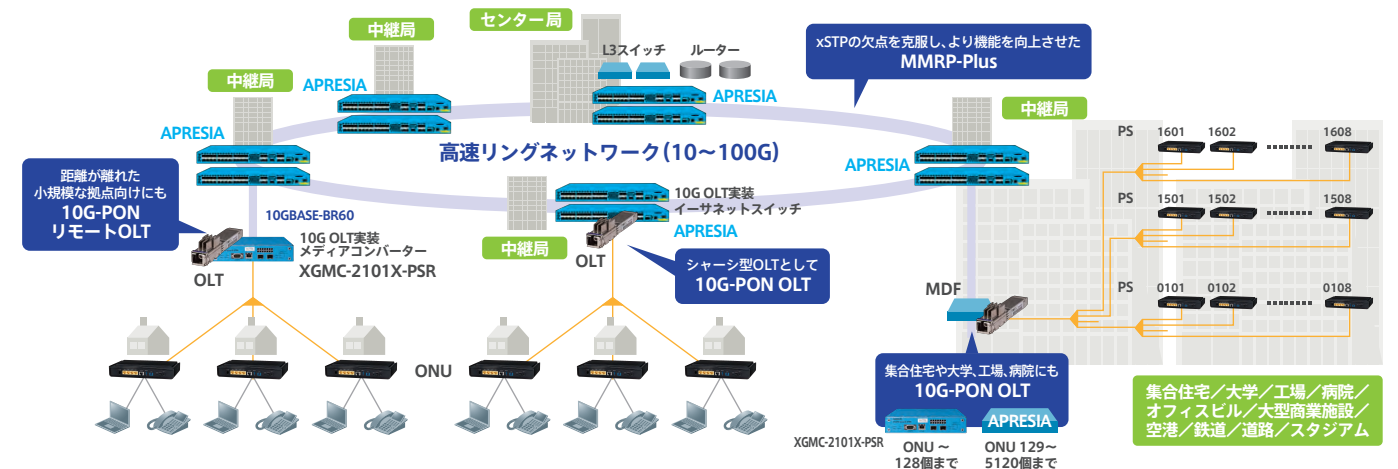 中継局
センター局
L3スイッチ
ルーター
xSTPの欠点を克服し、より機能を向上させた
MMRP-Plus
中継局
APRESIA
APRESIA
中継局
APRESIA
高速リングネットワーク(10～100G)
APRESIA
PS
1601
1602
1608
距離が離れた
小規模な拠点向けにも
10G-PON
リモートOLT
10GBASE-BR60
10G OLT実装
メディアコンバーター
XGMC-2101X-PSR
OLT
中継局
10G OLT実装
イーサネットスイッチ
APRESIA
OLT
シャーシ型OLTとして
10G-PON OLT
PS
1501
1502
1508
MDF
PS
0101
0102
0108
ONU
集合住宅や大学、工場、病院にも
10G-PON OLT
XGMC-2101X-PSR
ONU ～
128個まで
APRESIA
ONU 129～
5120個まで
集合住宅／大学／工場／病院／
オフィスビル／大型商業施設／
空港／鉄道／道路／スタジアム
中継局